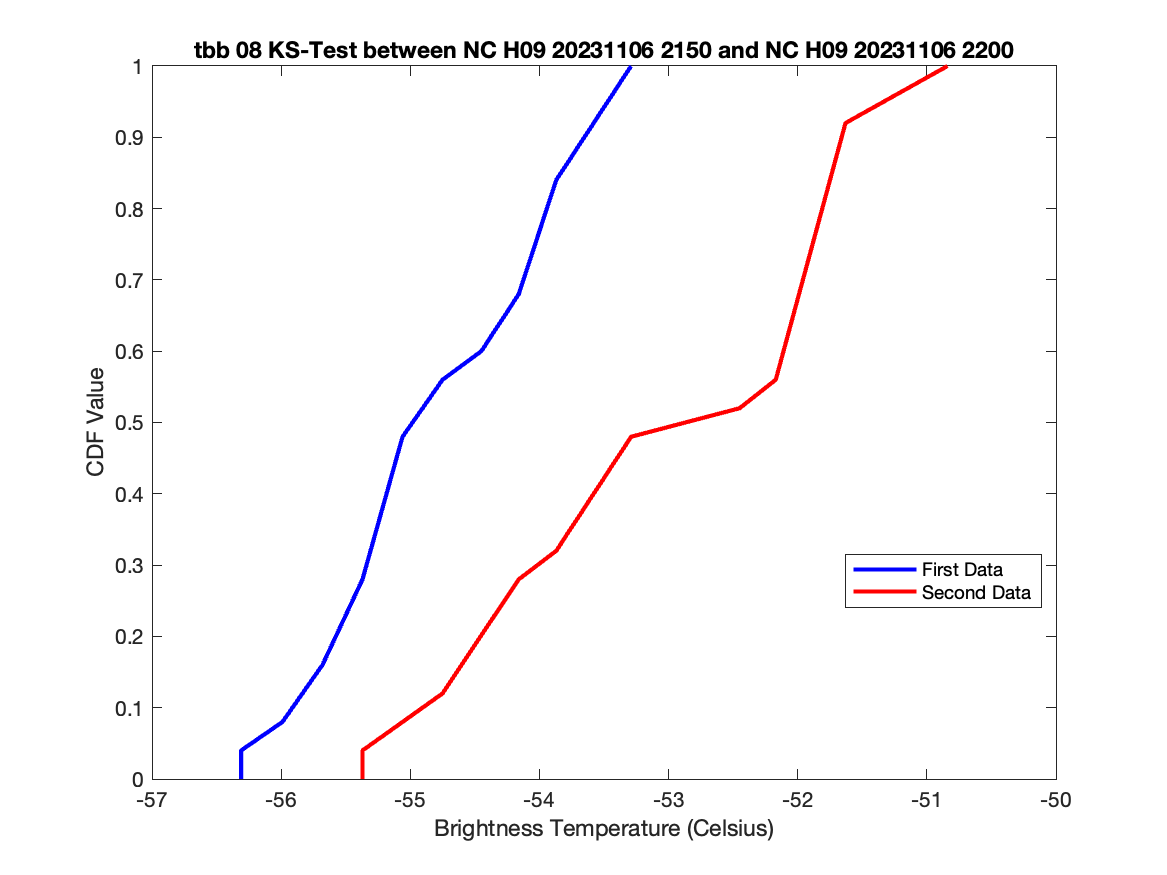 tbb 08 KS-Test between NC H09 20231106 2150 and NC H09 20231106 2200
1
0.9
0.8
0.7
0.6
0.5
0.4
0.3
0.2
0.1
0
CDF Value
First Data
Second Data
-57 -56 -55 -54 -53 -52 -51 -50
Brightness Temperature (Celsius)